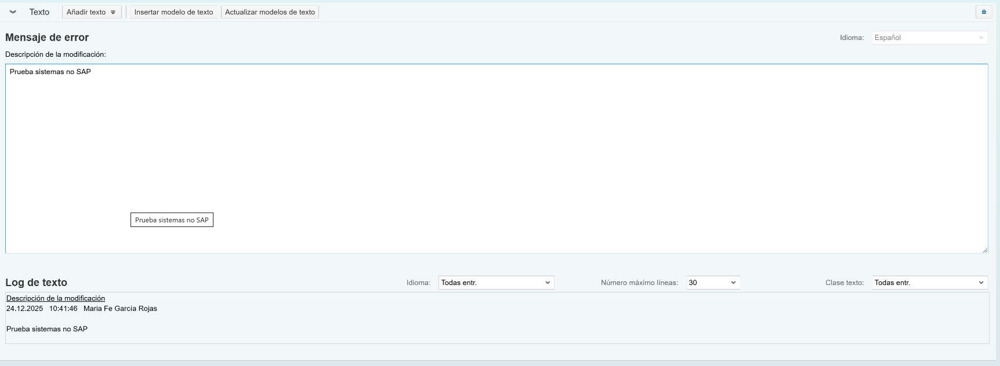 Texto Añadir texto Insertar modelo de texto Actualizar modelos de texto
Mensaje de error Idioma: Español
Descripción de la modificación:
Prueba sistemas no SAP
Prueba sistemas no SAP
Log de texto Idioma: Todas entr. Número máximo líneas: 30 Clase texto: Todas entr.
Descripción de la modificación
24.12.2025 10:41:46 Maria Fe García Rojas
Prueba sistemas no SAP